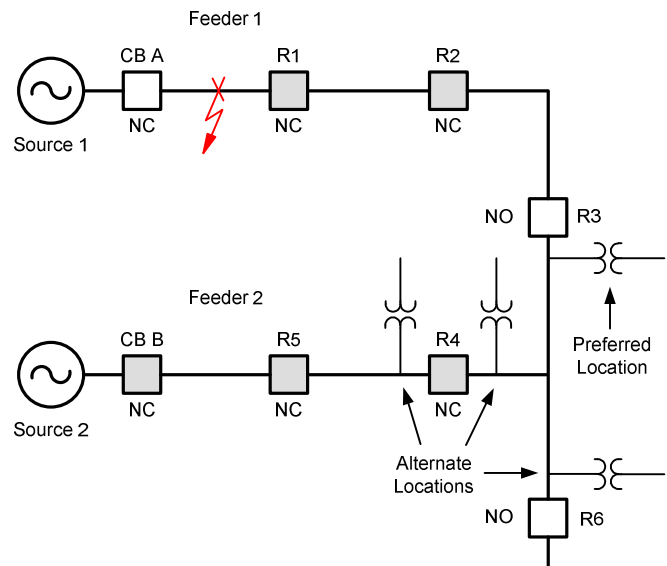 Feeder 1
CB A
R1
R2
NC
NC
NC
Source 1
NO
R3
Feeder 2
CB B
R5
R4
Preferred
Location
NC
NC
NC
Source 2
Alternate
Locations
NO
R6